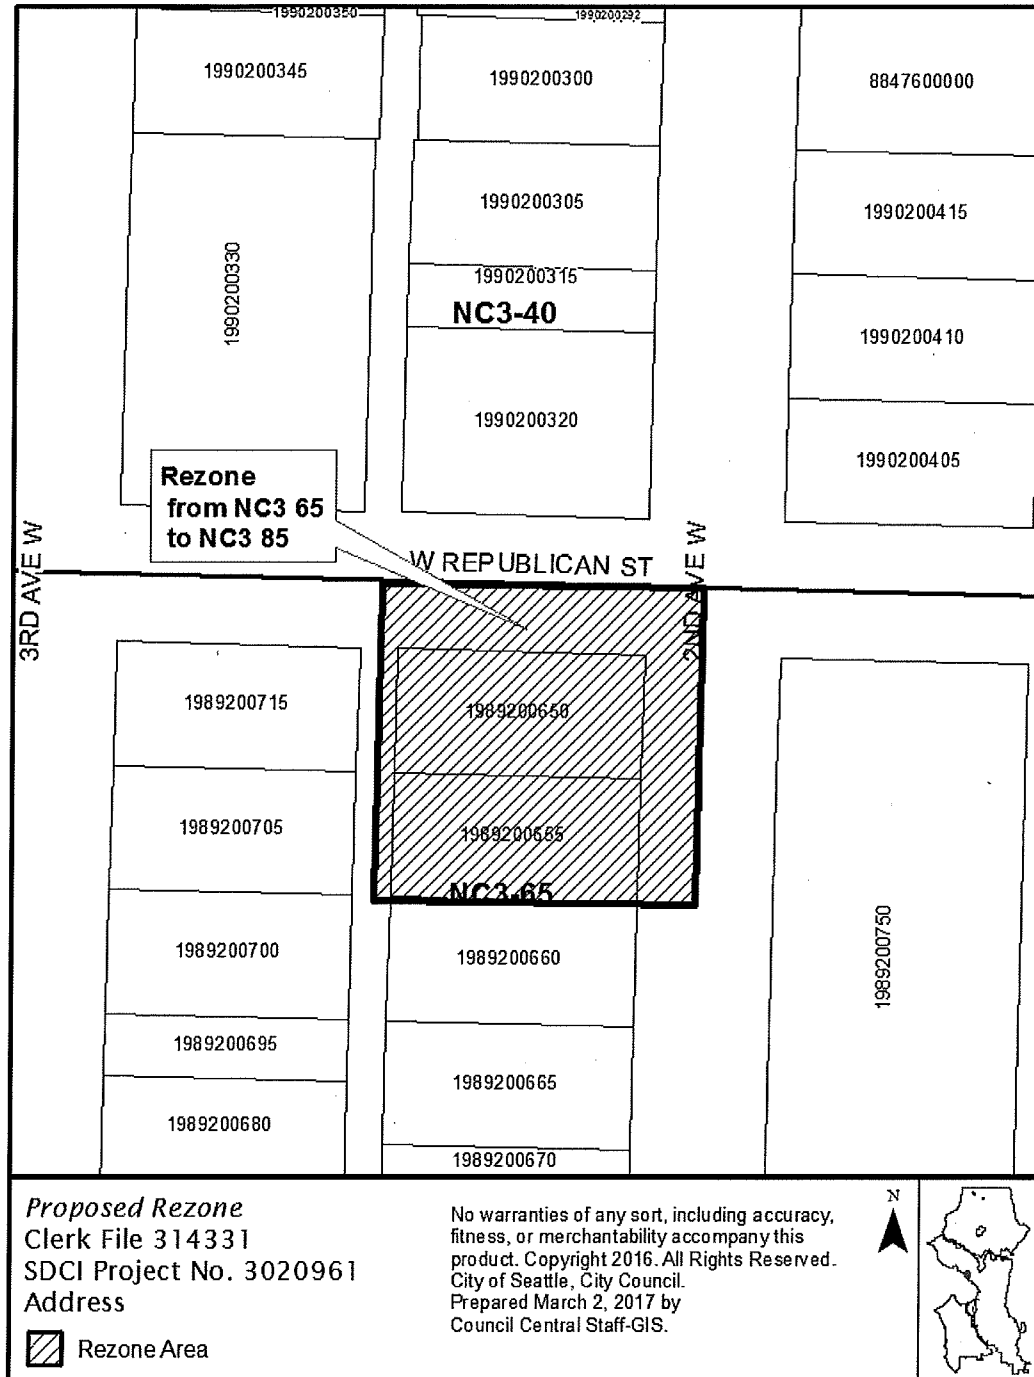 1990200350
1990200292
1990200345
1990200300
8847600000
1990200305
1990200415
1990200330
1990200315
NC3-40
1990200410
1990200320
1990200405
Rezone
from NC3 65
to NC3 85
3RD AVE W
W REPUBLICAN ST
2ND AVE W
1989200715
1989200650
1989200705
1989200655
NC3-65
1989200700
1989200660
1989200750
1989200695
1989200665
1989200680
1989200670
Proposed Rezone
Clerk File 314331
SDCI Project No. 3020961
Address
Rezone Area
No warranties of any sort, including accuracy,
fitness, or merchantability accompany this
product. Copyright 2016. All Rights Reserved.
City of Seattle, City Council.
Prepared March 2, 2017 by
Council Central Staff-GIS.
N